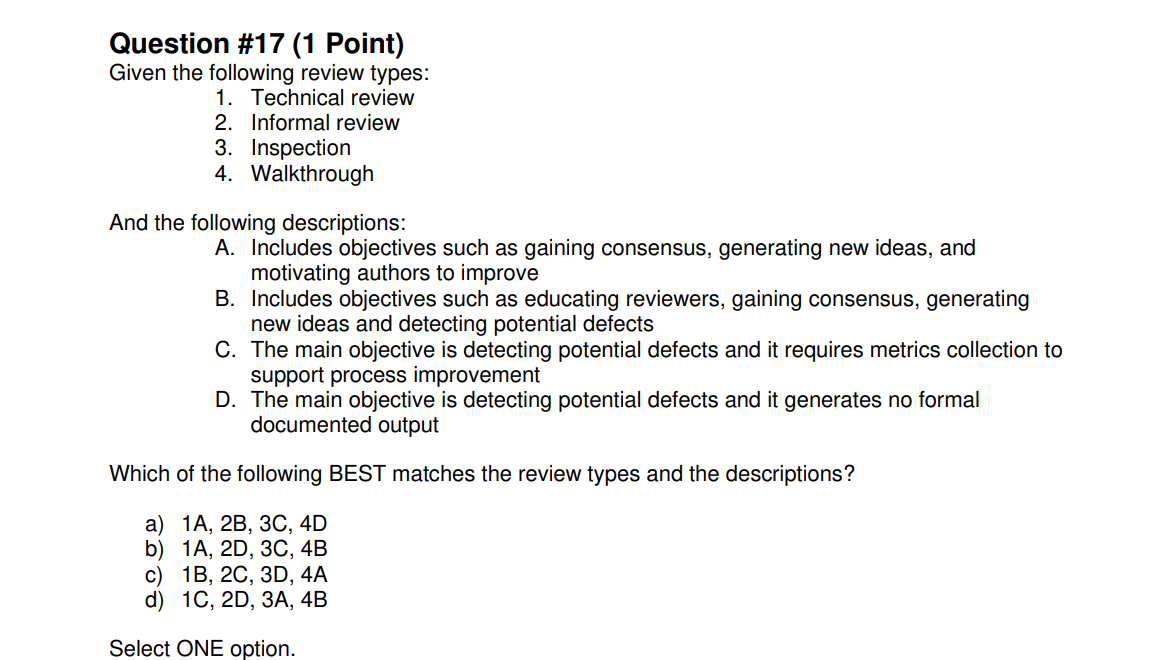 Question #17 (1 Point)
Given the following review types:
1. Technical review
2. Informal review
3. Inspection
4. Walkthrough
And the following descriptions:
A. Includes objectives such as gaining consensus, generating new ideas, and
motivating authors to improve
B. Includes objectives such as educating reviewers, gaining consensus, generating
new ideas and detecting potential defects
C. The main objective is detecting potential defects and it requires metrics collection to
support process improvement
D. The main objective is detecting potential defects and it generates no formal
documented output
Which of the following BEST matches the review types and the descriptions?
a) 1A, 2B, 3C, 4D
b) 1A, 2D, 3C, 4B
c) 1B, 2C, 3D, 4A
d) 1C, 2D, 3A, 4B
Select ONE option.